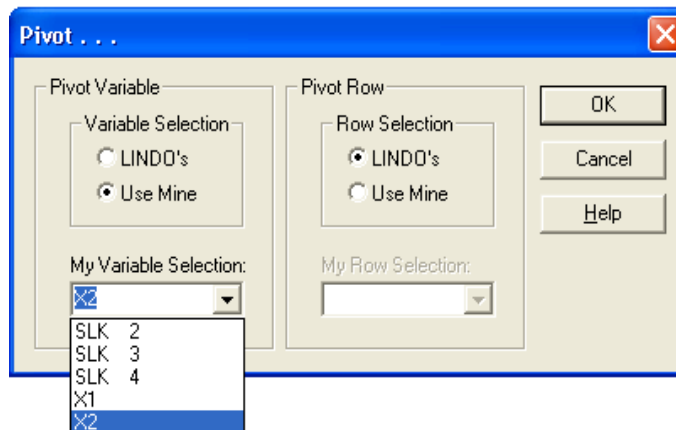 Pivot . . .
Pivot Variable
Variable Selection
LINDO's
Use Mine
My Variable Selection:
X2
SLK 2
SLK 3
SLK 4
X1
X2
Pivot Row
Row Selection
LINDO's
Use Mine
My Row Selection:
OK
Cancel
Help